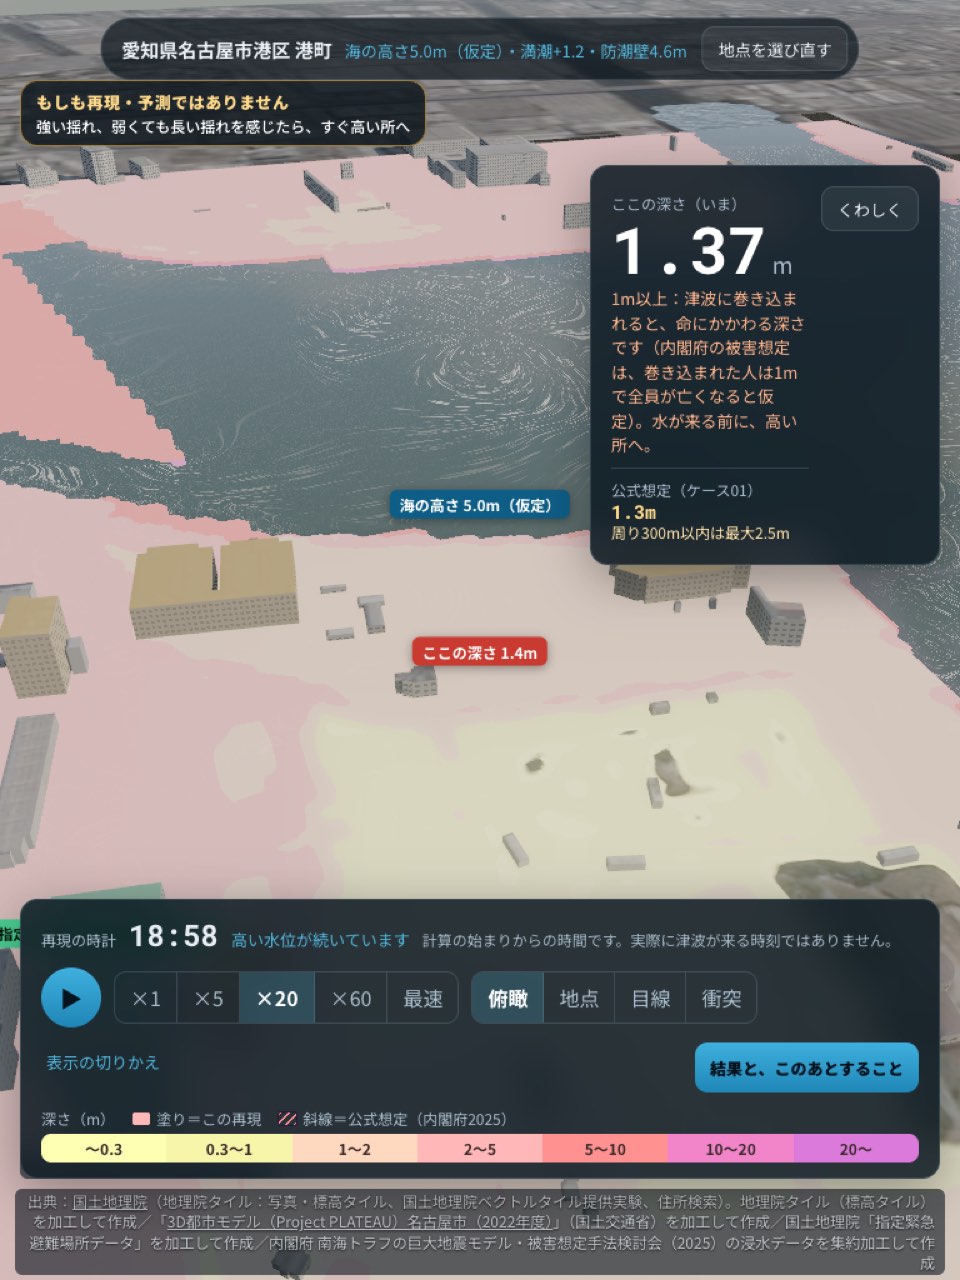 愛知県名古屋市港区 港町 海の高さ5.0m（仮定）・満潮+1.2・防潮壁4.6m 地点を選び直す
もしも再現・予測ではありません
強い揺れ、弱くても長い揺れを感じたら、すぐ高い所へ
ここの深さ（いま） くわしく
1.37 m
1m以上：津波に巻き込ま
れると、命にかかわる深さ
です（内閣府の被害想定
は、巻き込まれた人は1m
で全員が亡くなると仮
定）。水が来る前に、高い
所へ。
公式想定（ケース01）
1.3m
周り300m以内は最大2.5m
海の高さ 5.0m（仮定）
ここの深さ 1.4m
指定
再現の時計 18:58 高い水位が続いています 計算の始まりからの時間です。実際に津波が来る時刻ではありません。
▶ ×1 ×5 ×20 ×60 最速 俯瞰 地点 目線 衝突
表示の切りかえ 結果と、このあとすること
深さ（m） 塗り＝この再現 斜線＝公式想定（内閣府2025）
～0.3 0.3～1 1～2 2～5 5～10 10～20 20～
出典：国土地理院（地理院タイル：写真・標高タイル、国土地理院ベクトルタイル提供実験、住所検索）。地理院タイル（標高タイル）
を加工して作成／「3D都市モデル（Project PLATEAU）名古屋市（2022年度）」（国土交通省）を加工して作成／国土地理院「指定緊急
避難場所データ」を加工して作成／内閣府 南海トラフの巨大地震モデル・被害想定手法検討会（2025）の浸水データを集約加工して作
成